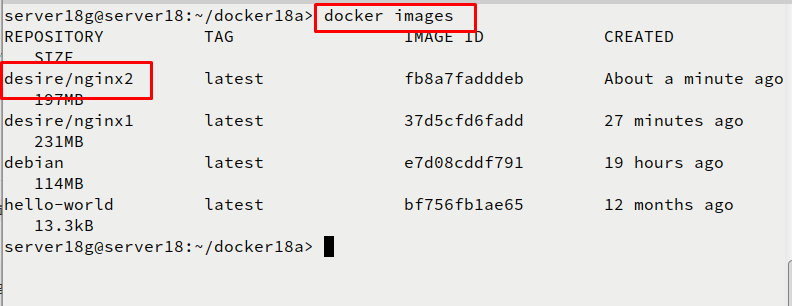 server18g@server18:~/docker18a> docker images
REPOSITORY TAG IMAGE ID CREATED
SIZE
desire/nginx2 latest fb8a7fadddeb About a minute ago
197MB
desire/nginx1 latest 37d5cfd6fadd 27 minutes ago
231MB
debian latest e7d08cddf791 19 hours ago
114MB
hello-world latest bf756fb1ae65 12 months ago
13.3kB
server18g@server18:~/docker18a>